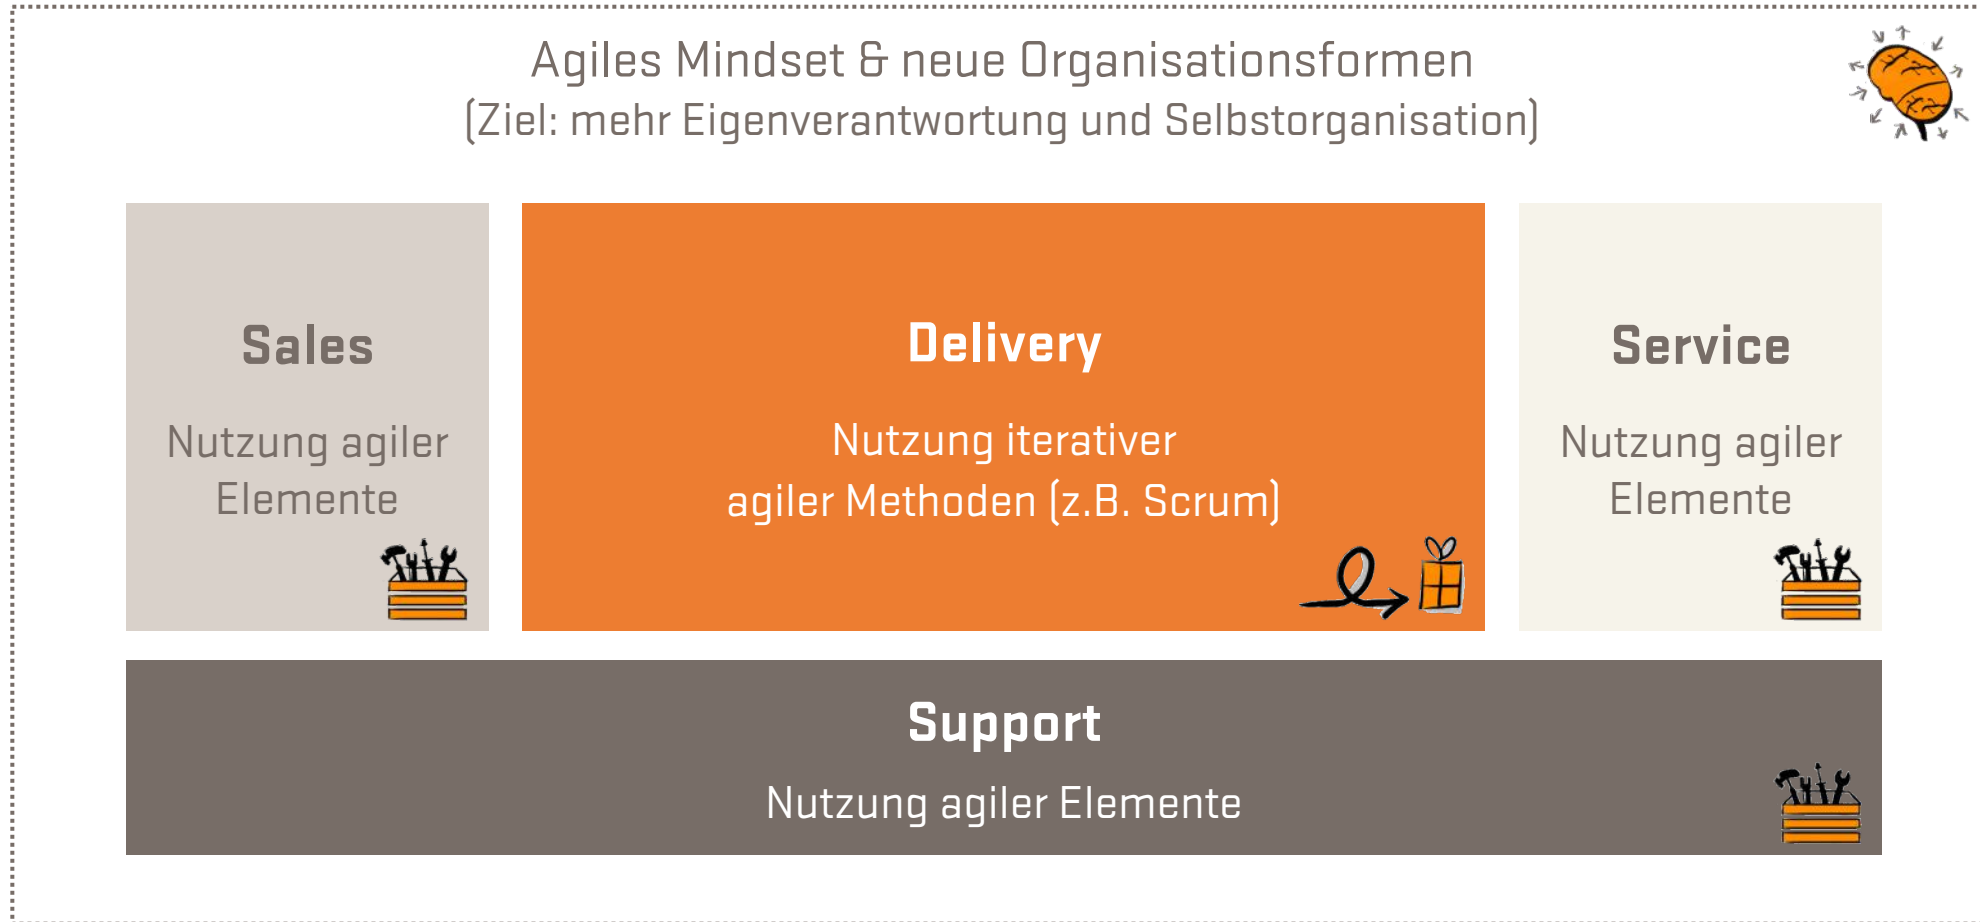 Agiles Mindset & neue Organisationsformen
(Ziel: mehr Eigenverantwortung und Selbstorganisation)
Sales
Nutzung agiler
Elemente
Delivery
Nutzung iterativer
agiler Methoden (z.B. Scrum)
Service
Nutzung agiler
Elemente
Support
Nutzung agiler Elemente